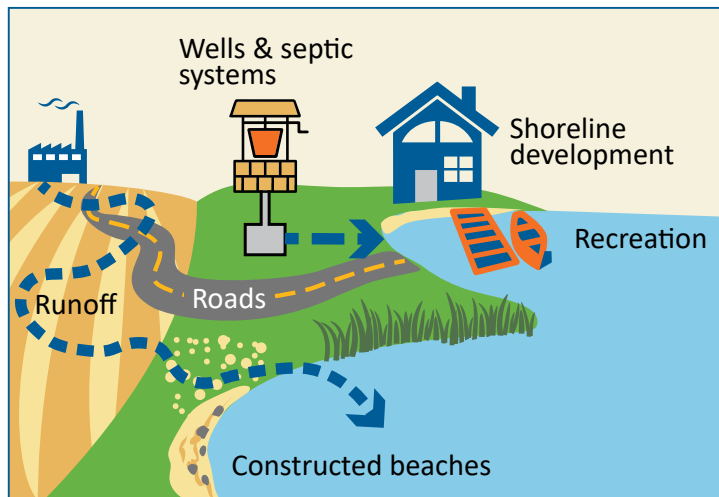 Wells & septic
systems
Shoreline
development
Recreation
Runoff
Roads
Constructed beaches